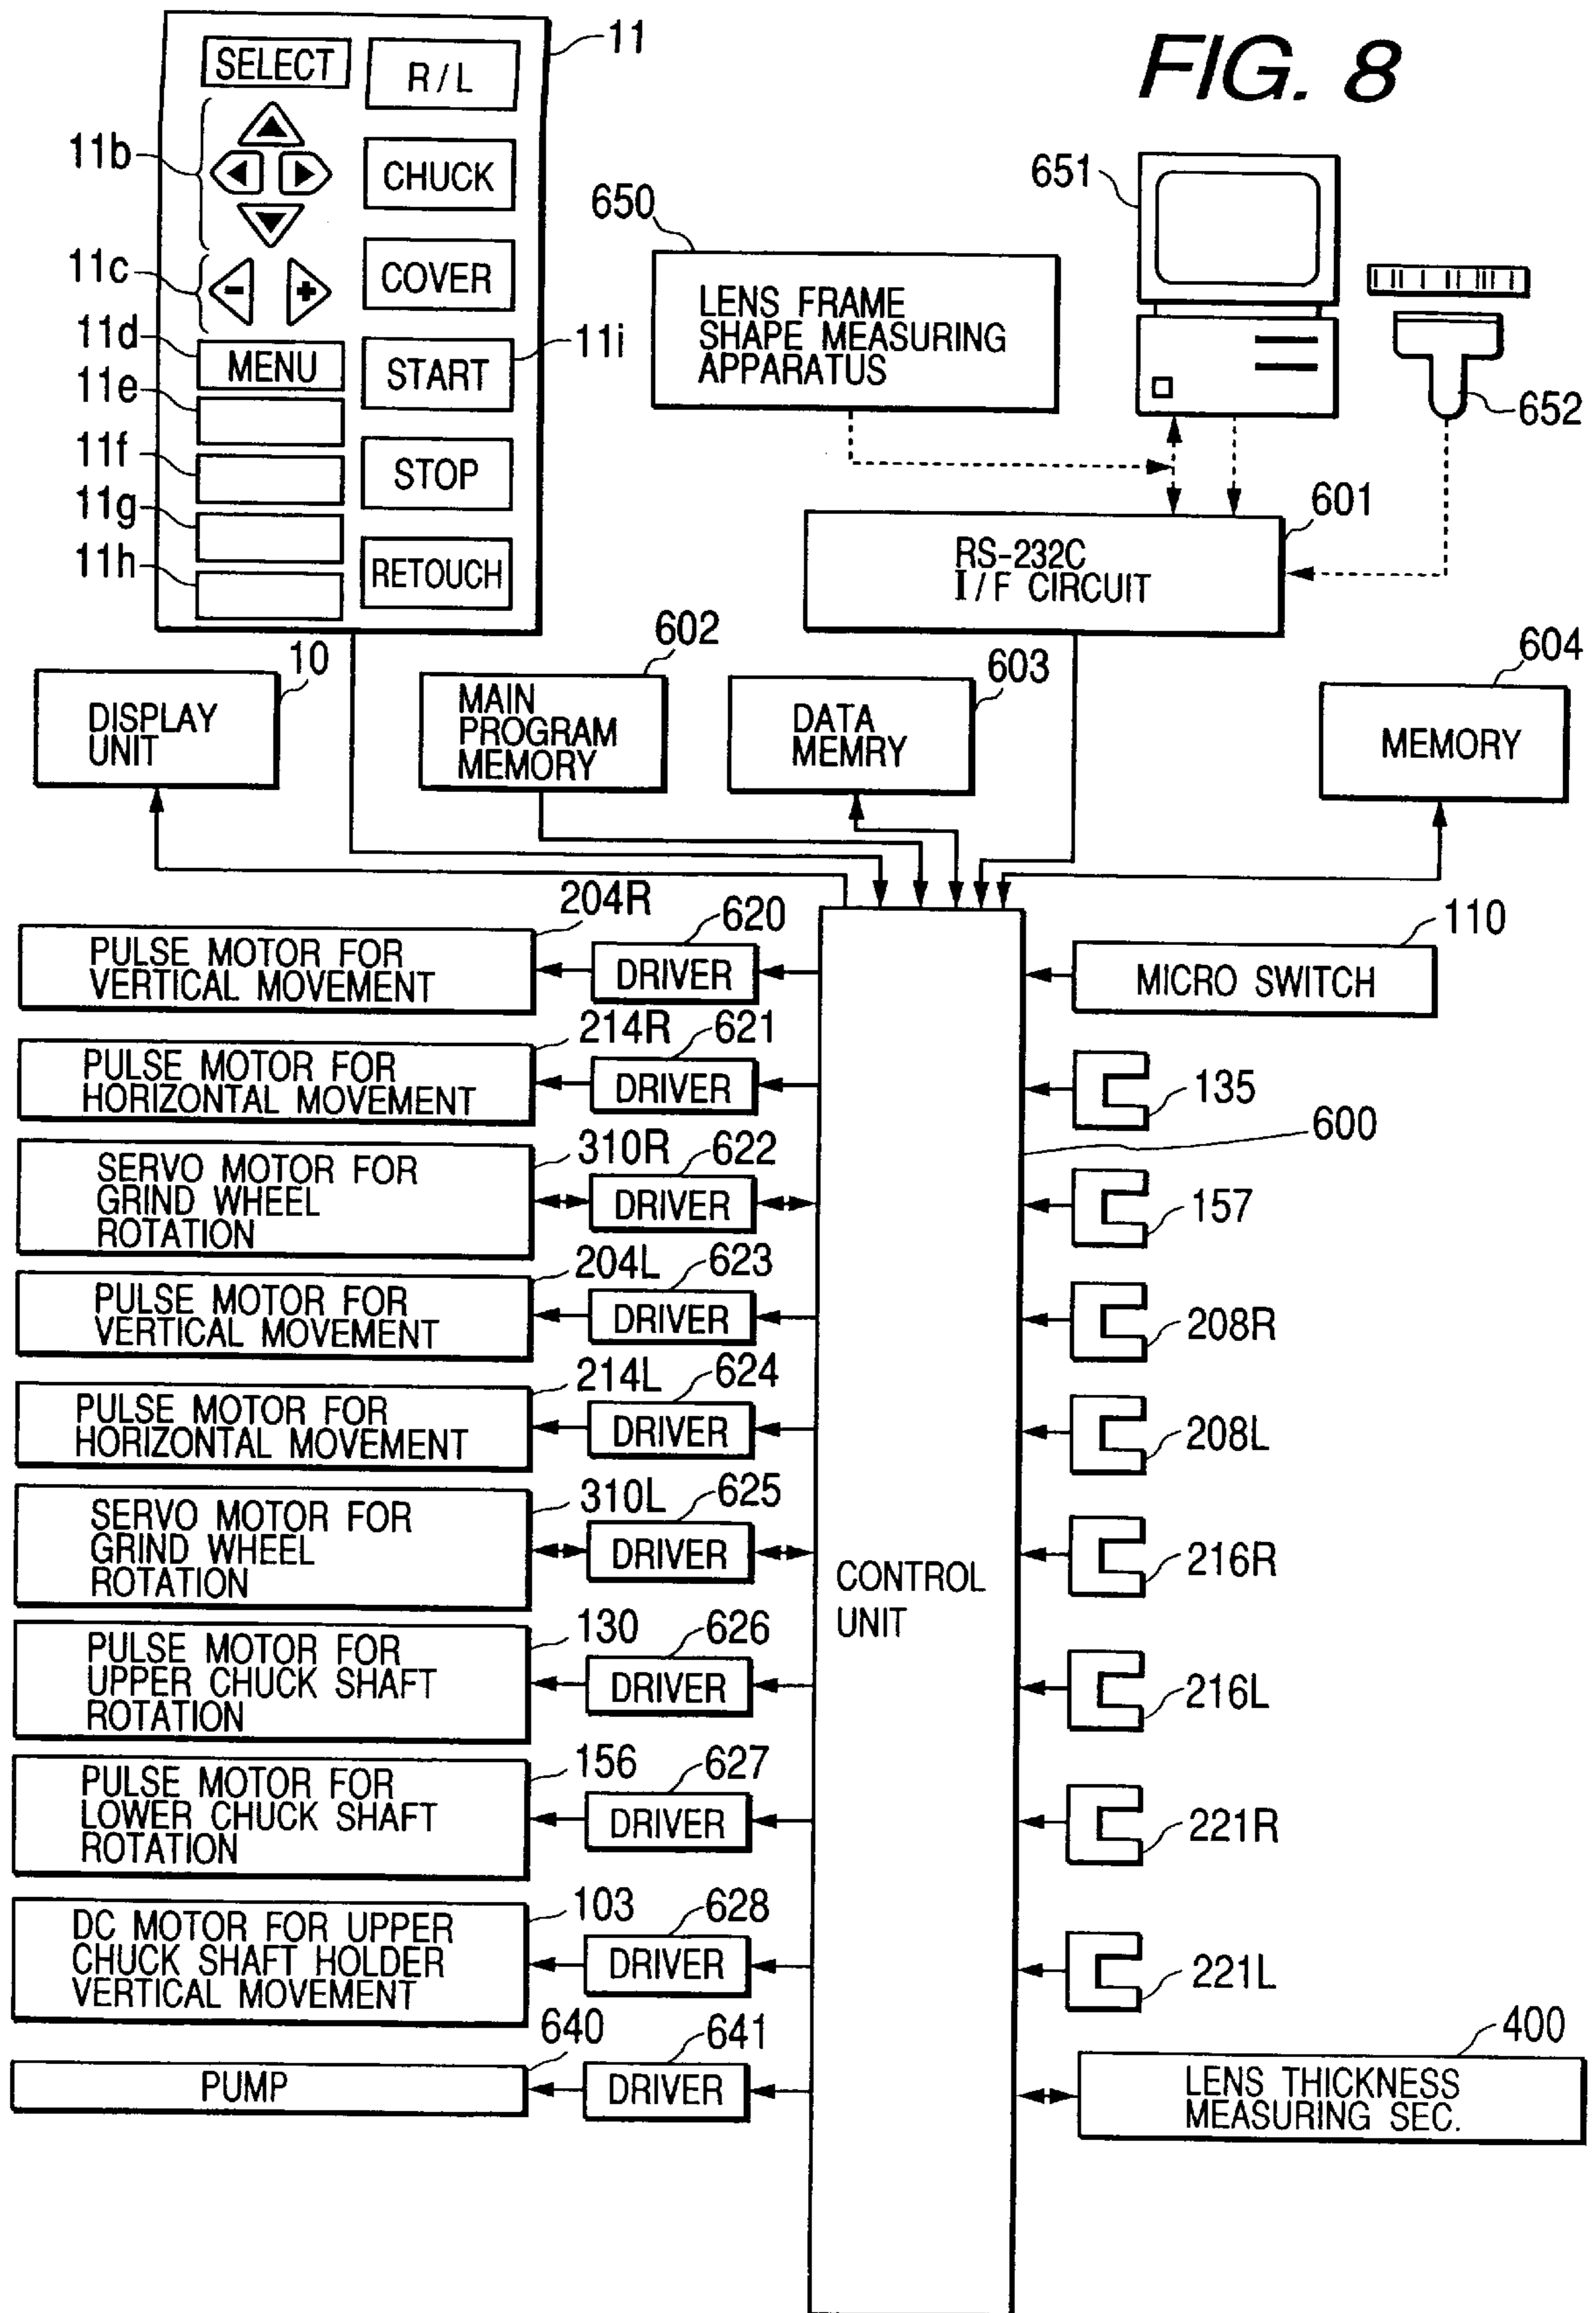 FIG. 8
11
SELECT
R/L
11b
CHUCK
COVER
11c
-
+
11d
MENU
START
11i
11e
11f
STOP
11g
11h
RETOUCH
650
LENS FRAME
SHAPE MEASURING
APPARATUS
651
652
601
RS-232C
I/F CIRCUIT
10
DISPLAY
UNIT
602
MAIN
PROGRAM
MEMORY
603
DATA
MEMRY
604
MEMORY
204R
PULSE MOTOR FOR
VERTICAL MOVEMENT
620
DRIVER
214R
PULSE MOTOR FOR
HORIZONTAL MOVEMENT
621
DRIVER
310R
SERVO MOTOR FOR
GRIND WHEEL
ROTATION
622
DRIVER
204L
PULSE MOTOR FOR
VERTICAL MOVEMENT
623
DRIVER
214L
PULSE MOTOR FOR
HORIZONTAL MOVEMENT
624
DRIVER
310L
SERVO MOTOR FOR
GRIND WHEEL
ROTATION
625
DRIVER
130
PULSE MOTOR FOR
UPPER CHUCK SHAFT
ROTATION
626
DRIVER
156
PULSE MOTOR FOR
LOWER CHUCK SHAFT
ROTATION
627
DRIVER
103
DC MOTOR FOR UPPER
CHUCK SHAFT HOLDER
VERTICAL MOVEMENT
628
DRIVER
640
PUMP
641
DRIVER
CONTROL
UNIT
110
MICRO SWITCH
135
600
157
208R
208L
216R
216L
221R
221L
400
LENS THICKNESS
MEASURING SEC.